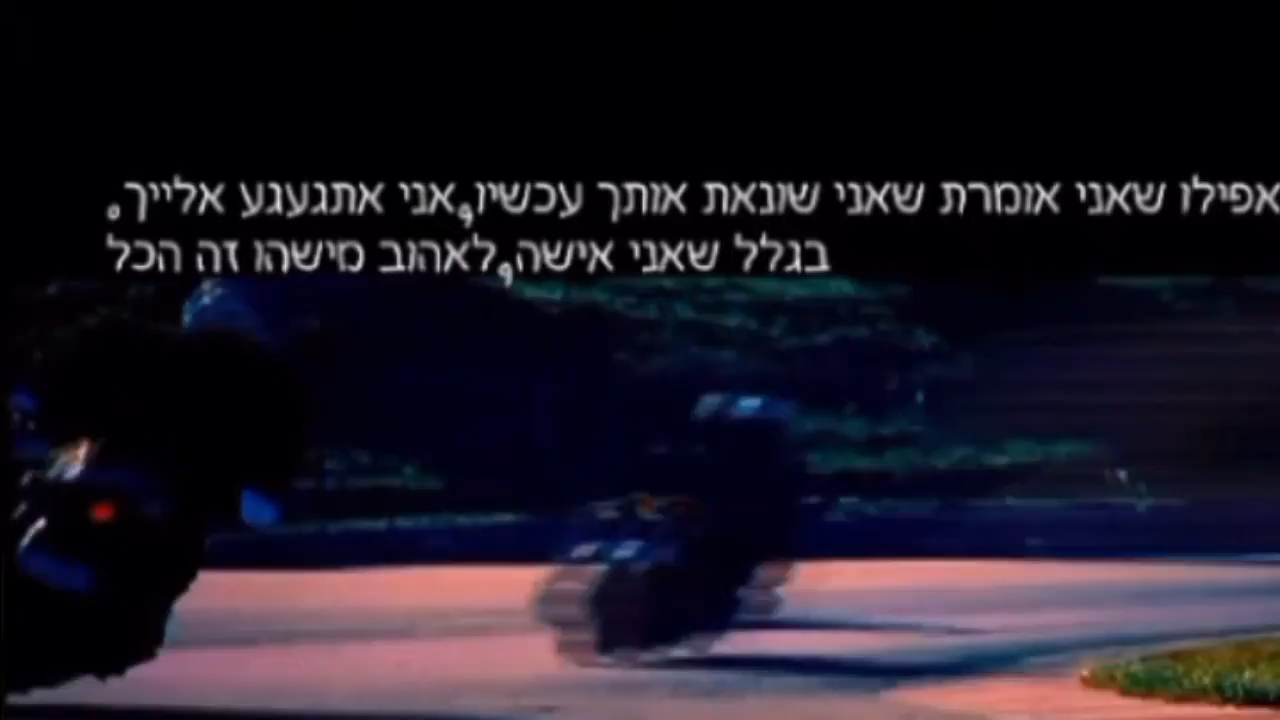 אפילו שאני אומרת שאני שונאת אותך עכשיו,אני אתגעגע אלייך.
בגלל שאני אישה,לאהוב מישהו זה הכל